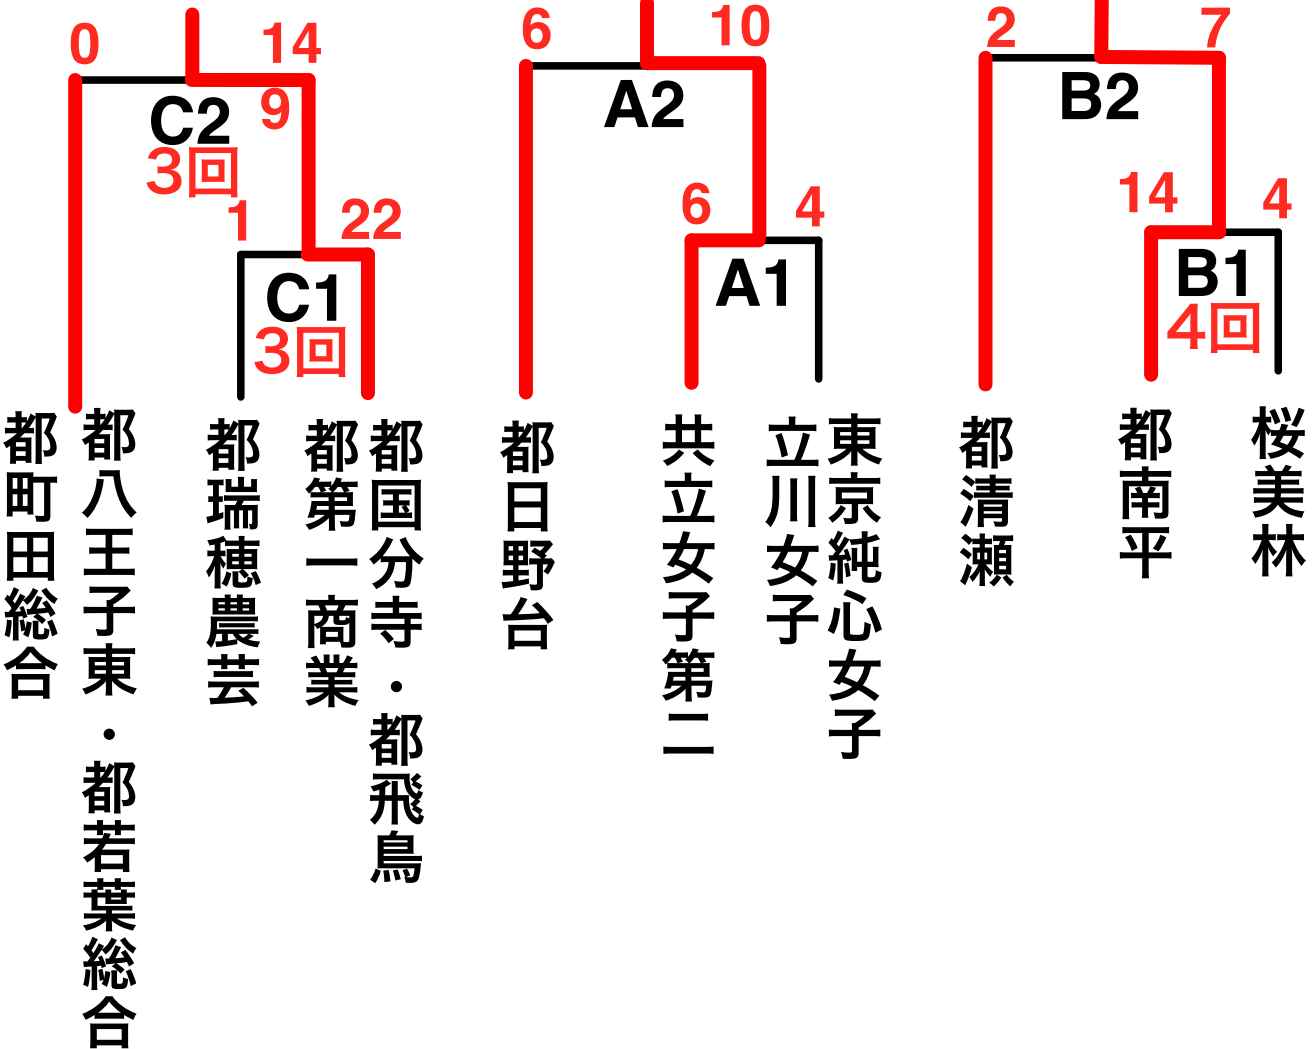 0
14
C2
9
3回
1
22
C1
3回
6
10
A2
6
4
A1
2
7
B2
14
4
B1
4回
都町田総合
都八王子東・都若葉総合
都瑞穂農芸
都第一商業
都国分寺・都飛鳥
都日野台
共立女子第二
立川女子
東京純心女子
都清瀬
都南平
桜美林